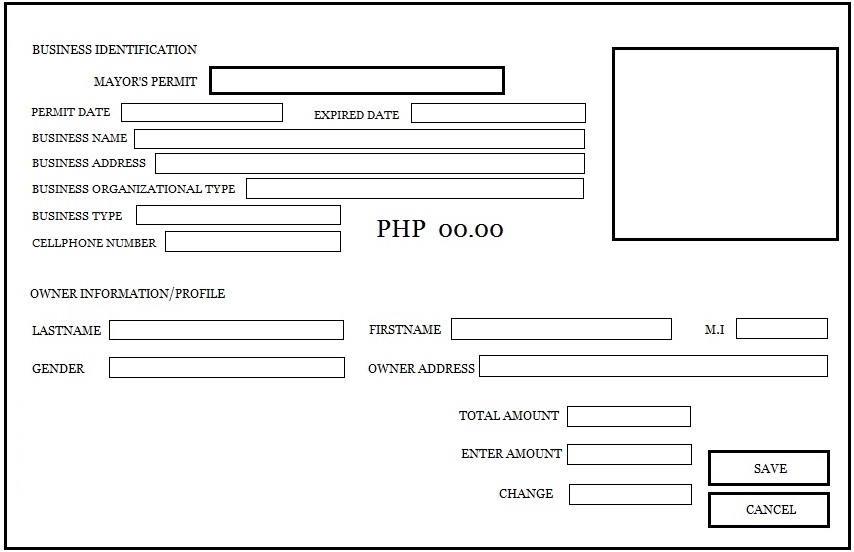 BUSINESS IDENTIFICATION
MAYOR'S PERMIT
PERMIT DATE
EXPIRED DATE
BUSINESS NAME
BUSINESS ADDRESS
BUSINESS ORGANIZATIONAL TYPE
BUSINESS TYPE
PHP 00.00
CELLPHONE NUMBER
OWNER INFORMATION/PROFILE
LASTNAME
FIRSTNAME
M.I
GENDER
OWNER ADDRESS
TOTAL AMOUNT
ENTER AMOUNT
SAVE
CHANGE
CANCEL